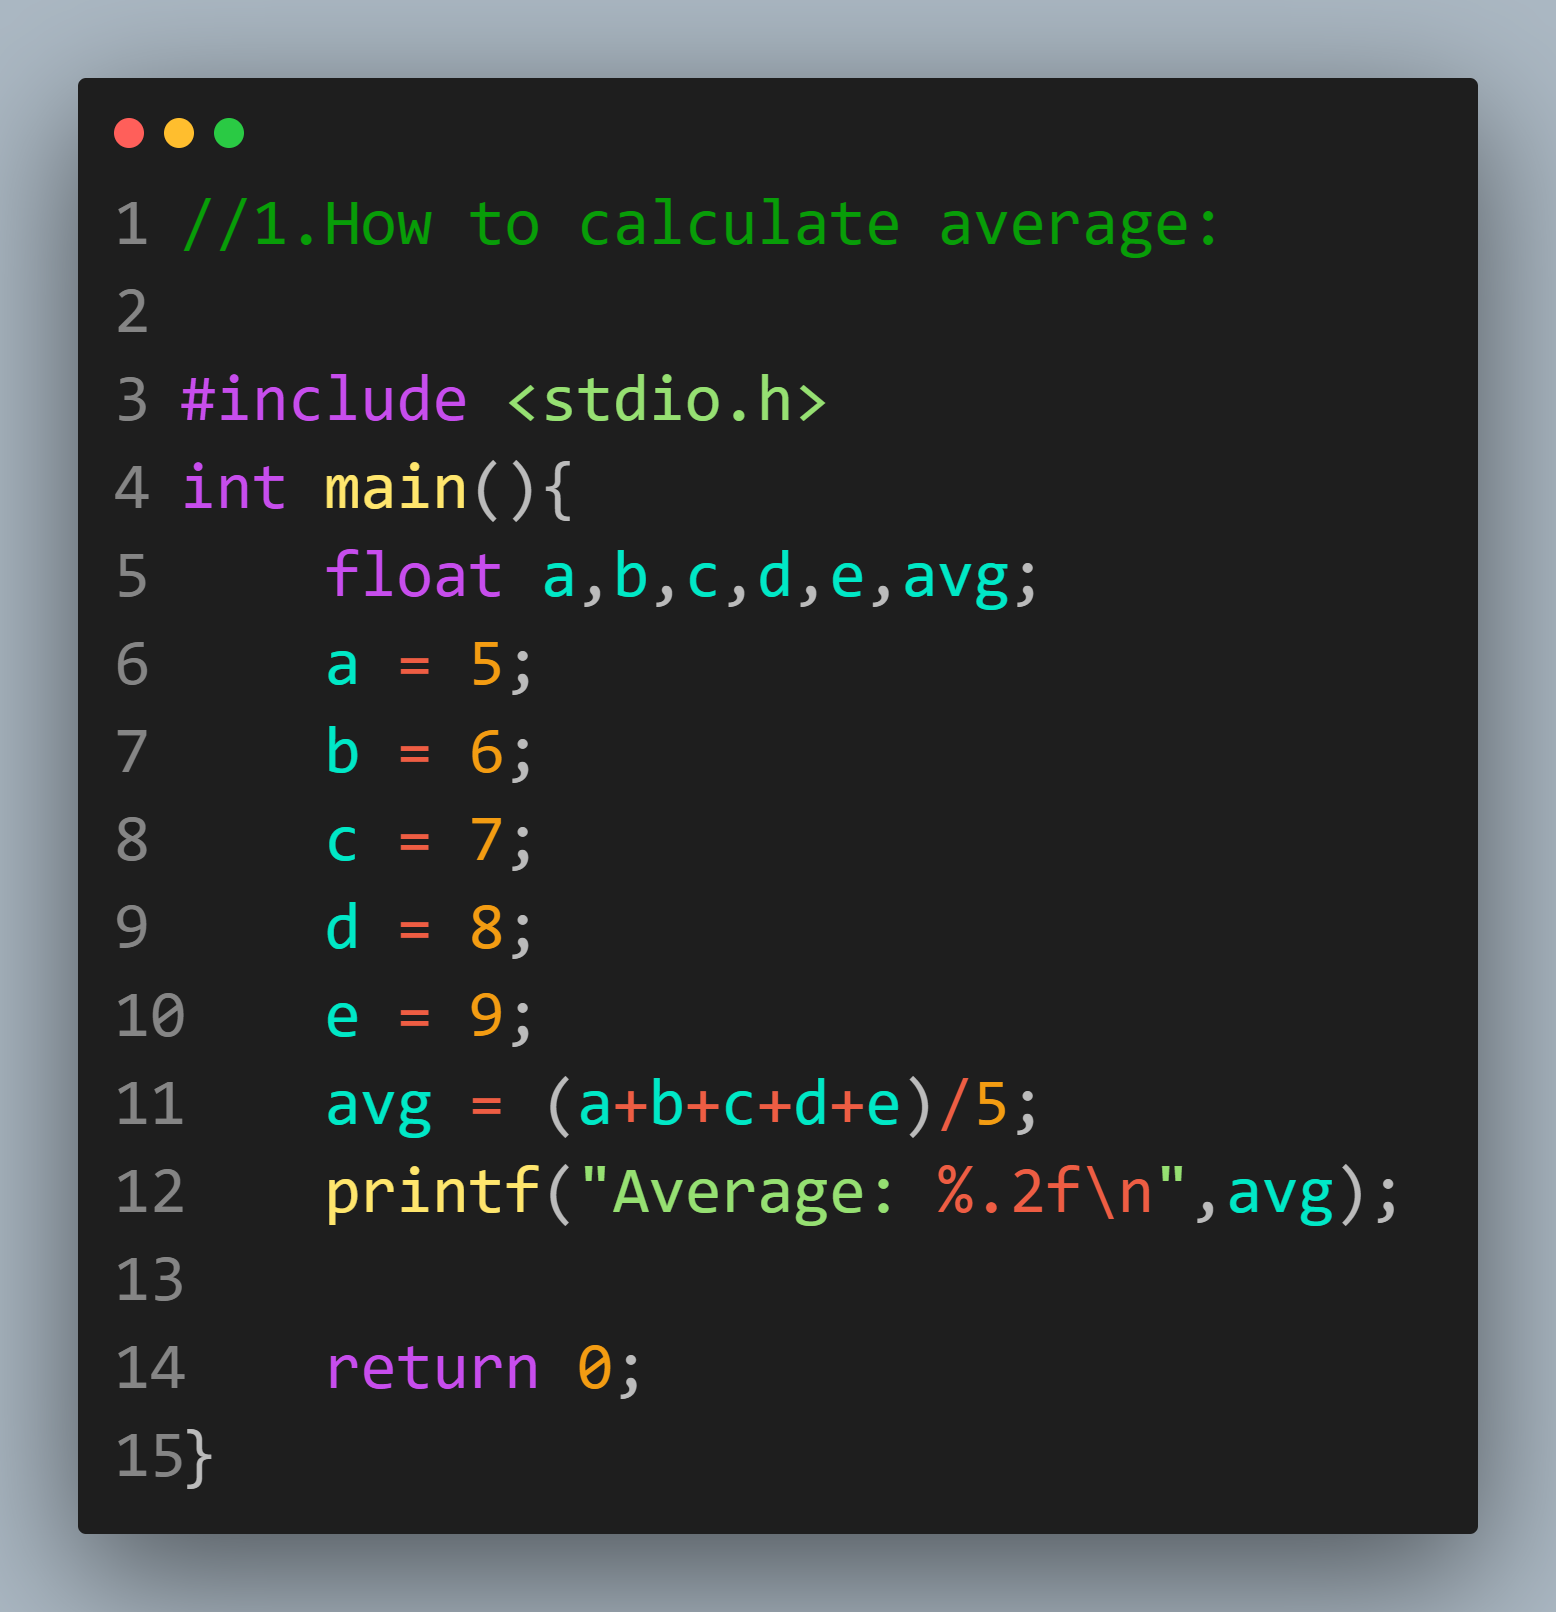 1 //1.How to calculate average:
2
3 #include <stdio.h>
4 int main(){
5     float a,b,c,d,e,avg;
6     a = 5;
7     b = 6;
8     c = 7;
9     d = 8;
10    e = 9;
11    avg = (a+b+c+d+e)/5;
12    printf("Average: %.2f\n",avg);
13
14    return 0;
15}